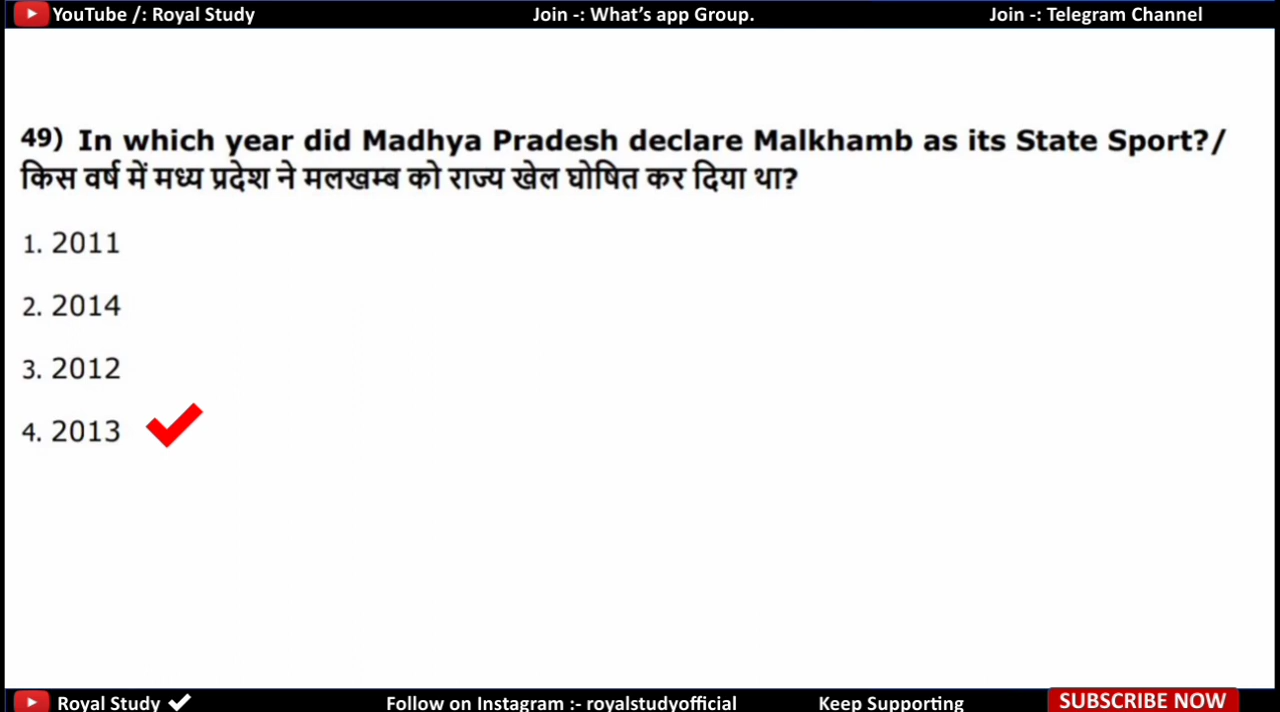 YouTube /: Royal Study Join -: What's app Group. Join -: Telegram Channel
49) In which year did Madhya Pradesh declare Malkhamb as its State Sport?/
किस वर्ष में मध्य प्रदेश ने मलखम्ब को राज्य खेल घोषित कर दिया था?
1. 2011
2. 2014
3. 2012
4. 2013
Royal Study Follow on Instagram :- royalstudyofficial Keep Supporting SUBSCRIBE NOW